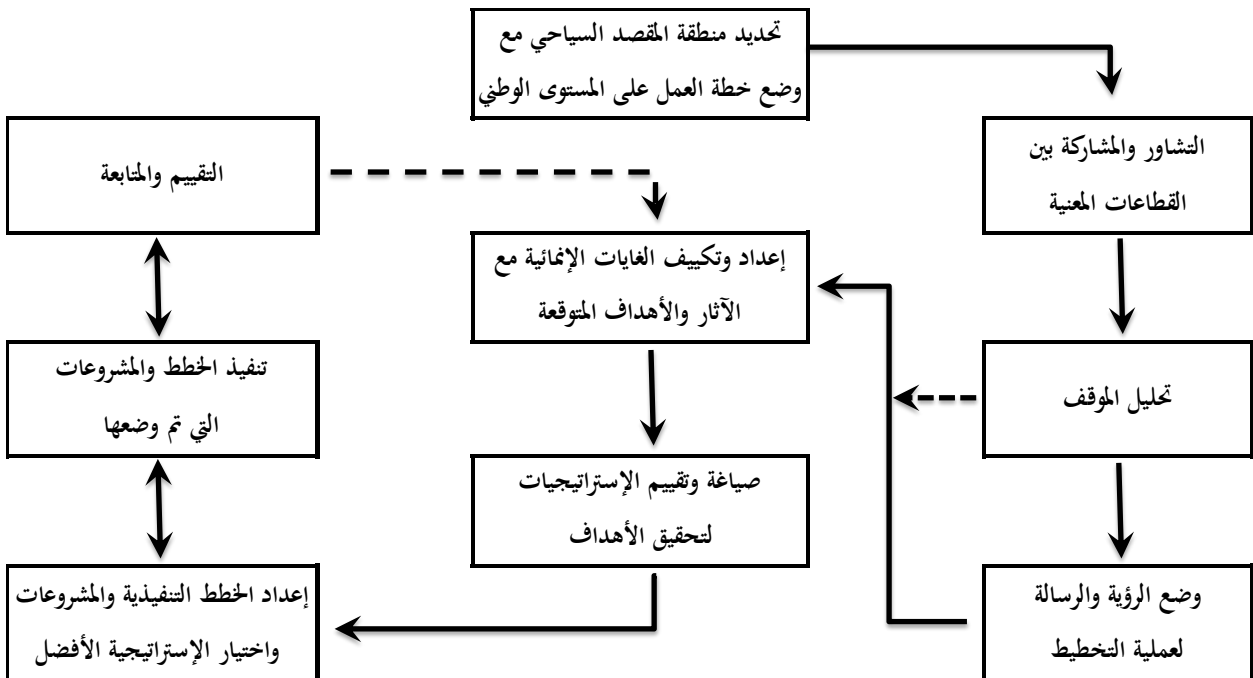 تحديد منطقة المقصد السياحي مع
وضع خطة العمل على المستوى الوطني
التشاور والمشاركة بين
القطاعات المعنية
تحليل الموقف
وضع الرؤية والرسالة
لعملية التخطيط
إعداد وتكييف الغايات الإنمائية مع
الآثار والأهداف المتوقعة
صياغة وتقييم الإستراتيجيات
لتحقيق الأهداف
إعداد الخطط التنفيذية والمشروعات
واختيار الإستراتيجية الأفضل
تنفيذ الخطط والمشروعات
التي تم وضعها
التقييم والمتابعة